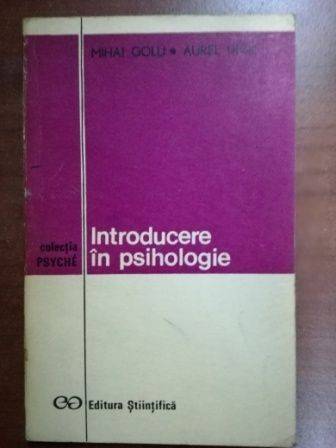 MIHAI GOLU • AUREL
colecția
PSYCHÉ
Introducere
în psihologie
Editura Științifică